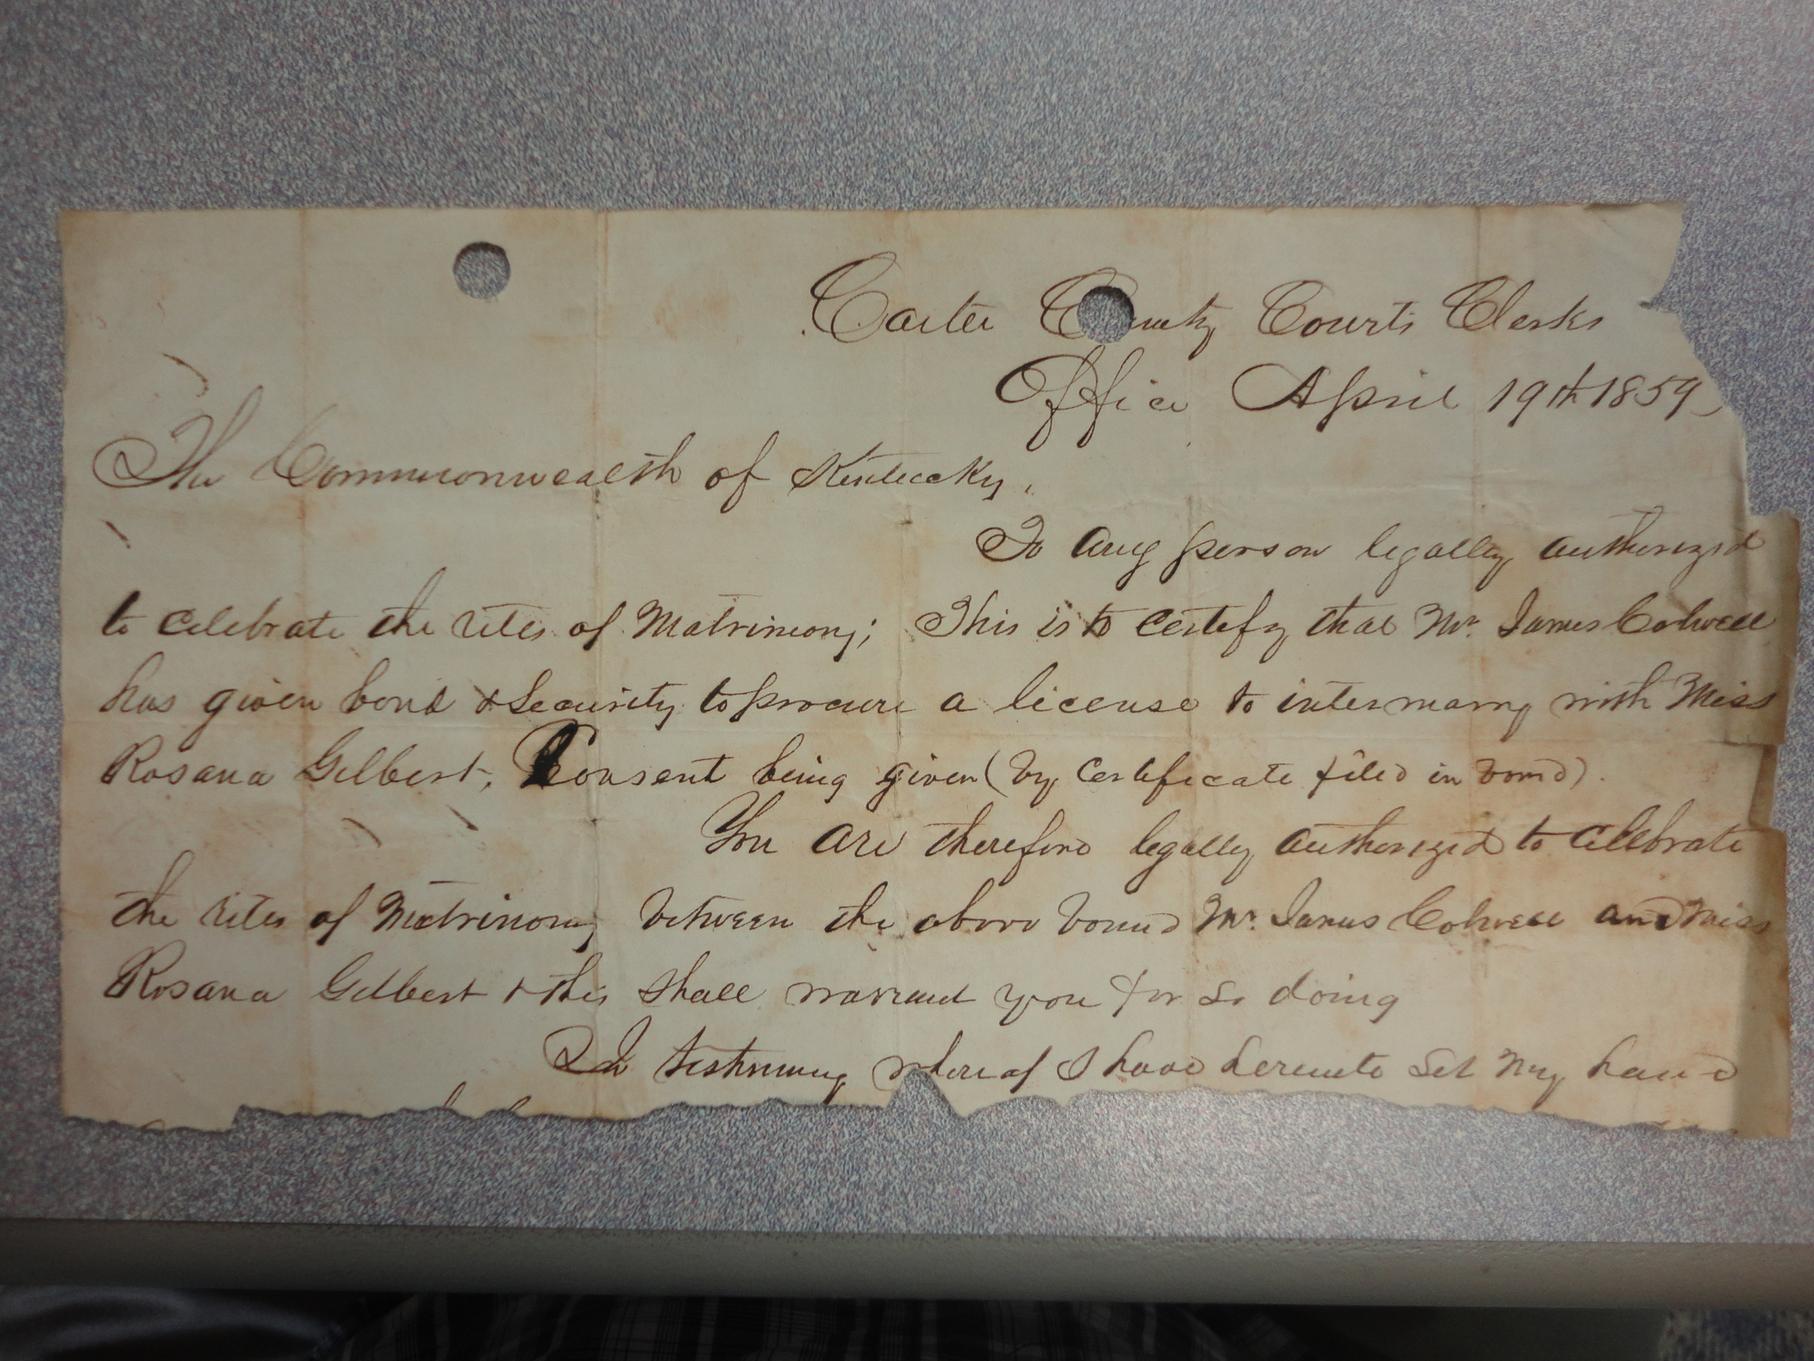 Carter County Courts Clerks
Office April 19th 1859
The Commonwealth of Kentucky,
To any person legally authorized
to celebrate the rites of Matrimony; This is to certify that Mr. James Colwell
has given bond & Security to procure a license to intermarry with Miss
Rosana Gilbert, Consent being given (by Certificate filed in bond).
You are therefore legally authorized to celebrate
the rites of Matrimony between the above bound Mr. James Colwell and Miss
Rosana Gilbert & this shall warrant you for so doing
In testimony where of I have hereunto Set my hand